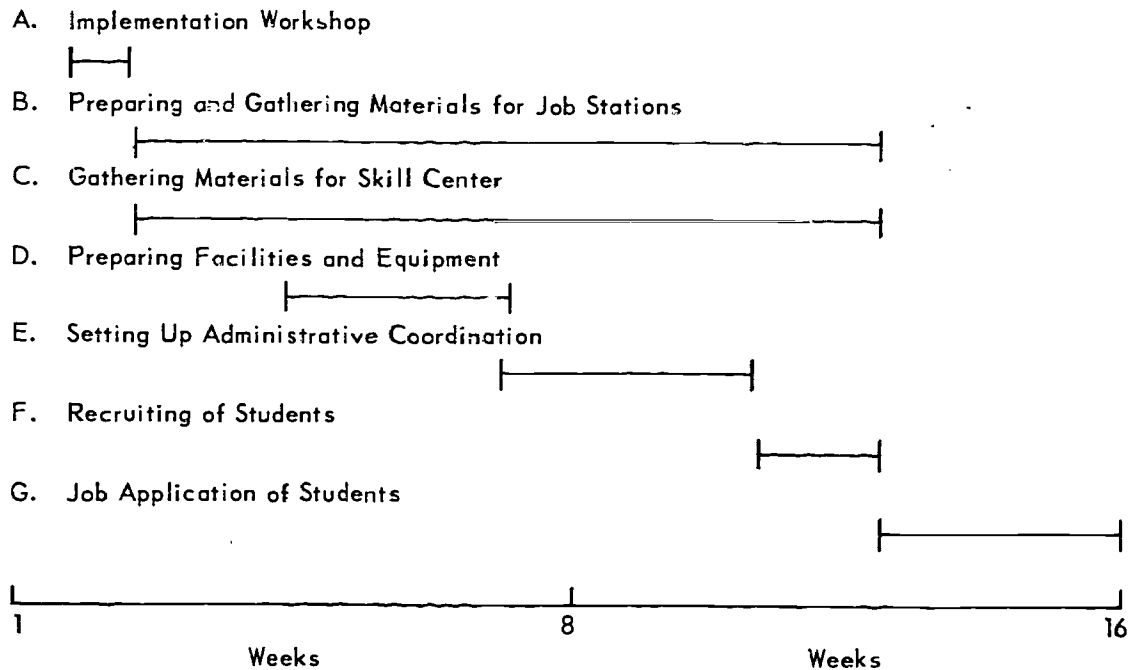 A. Implementation Workshop
B. Preparing and Gathering Materials for Job Stations
C. Gathering Materials for Skill Center
D. Preparing Facilities and Equipment
E. Setting Up Administrative Coordination
F. Recruiting of Students
G. Job Application of Students
1 8 16
Weeks Weeks